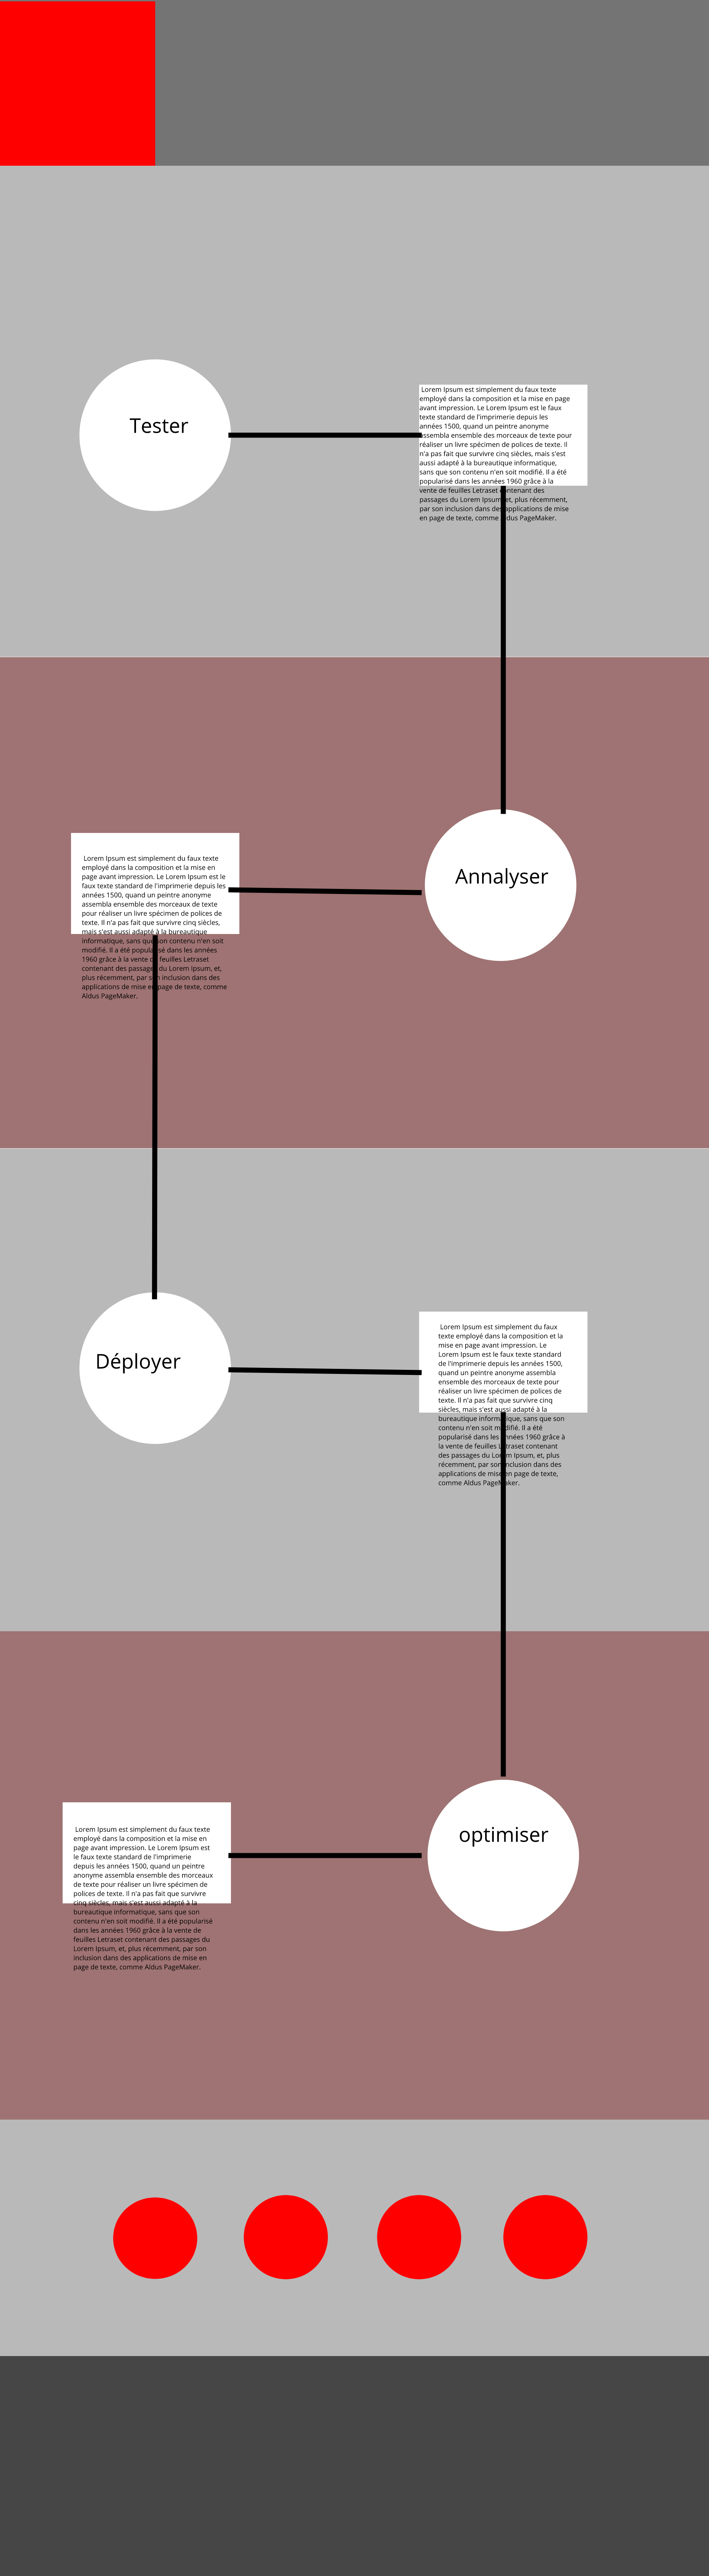 Tester
Lorem Ipsum est simplement du faux texte
employé dans la composition et la mise en page
avant impression. Le Lorem Ipsum est le faux
texte standard de l'imprimerie depuis les
années 1500, quand un peintre anonyme
assembla ensemble des morceaux de texte pour
réaliser un livre spécimen de polices de texte. Il
n'a pas fait que survivre cinq siècles, mais s'est
aussi adapté à la bureautique informatique,
sans que son contenu n'en soit modifié. Il a été
popularisé dans les années 1960 grâce à la
vente de feuilles Letraset contenant des
passages du Lorem Ipsum, et, plus récemment,
par son inclusion dans des applications de mise
en page de texte, comme Aldus PageMaker.
Annalyser
Lorem Ipsum est simplement du faux texte
employé dans la composition et la mise en
page avant impression. Le Lorem Ipsum est le
faux texte standard de l'imprimerie depuis les
années 1500, quand un peintre anonyme
assembla ensemble des morceaux de texte
pour réaliser un livre spécimen de polices de
texte. Il n'a pas fait que survivre cinq siècles,
mais s'est aussi adapté à la bureautique
informatique, sans que son contenu n'en soit
modifié. Il a été popularisé dans les années
1960 grâce à la vente de feuilles Letraset
contenant des passages du Lorem Ipsum, et,
plus récemment, par son inclusion dans des
applications de mise en page de texte, comme
Aldus PageMaker.
Déployer
Lorem Ipsum est simplement du faux
texte employé dans la composition et la
mise en page avant impression. Le
Lorem Ipsum est le faux texte standard
de l'imprimerie depuis les années 1500,
quand un peintre anonyme assembla
ensemble des morceaux de texte pour
réaliser un livre spécimen de polices de
texte. Il n'a pas fait que survivre cinq
siècles, mais s'est aussi adapté à la
bureautique informatique, sans que son
contenu n'en soit modifié. Il a été
popularisé dans les années 1960 grâce à
la vente de feuilles Letraset contenant
des passages du Lorem Ipsum, et, plus
récemment, par son inclusion dans des
applications de mise en page de texte,
comme Aldus PageMaker.
optimiser
Lorem Ipsum est simplement du faux texte
employé dans la composition et la mise en
page avant impression. Le Lorem Ipsum est
le faux texte standard de l'imprimerie
depuis les années 1500, quand un peintre
anonyme assembla ensemble des morceaux
de texte pour réaliser un livre spécimen de
polices de texte. Il n'a pas fait que survivre
cinq siècles, mais s'est aussi adapté à la
bureautique informatique, sans que son
contenu n'en soit modifié. Il a été popularisé
dans les années 1960 grâce à la vente de
feuilles Letraset contenant des passages du
Lorem Ipsum, et, plus récemment, par son
inclusion dans des applications de mise en
page de texte, comme Aldus PageMaker.